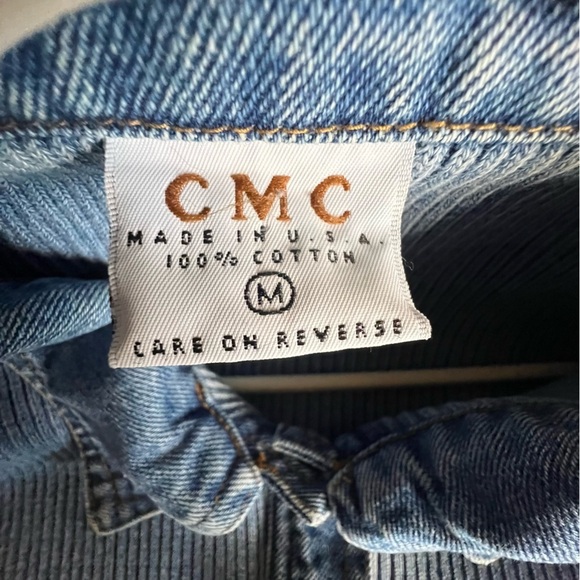 CMC
MADE IN U.S.A.
100% COTTON
M
CARE ON REVERSE